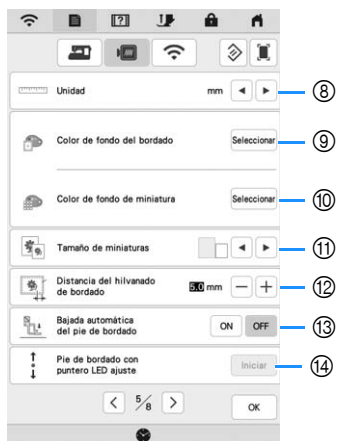 Unidad mm ⑧
Color de fondo del bordado Seleccionar ⑨
Color de fondo de miniatura Seleccionar ⑩
Tamaño de miniaturas ⑪
Distancia del hilvanado
de bordado 5.0 mm − + ⑫
Bajada automática
del pie de bordado ON OFF ⑬
Pie de bordado con
puntero LED ajuste Iniciar ⑭
< 5/8 > OK